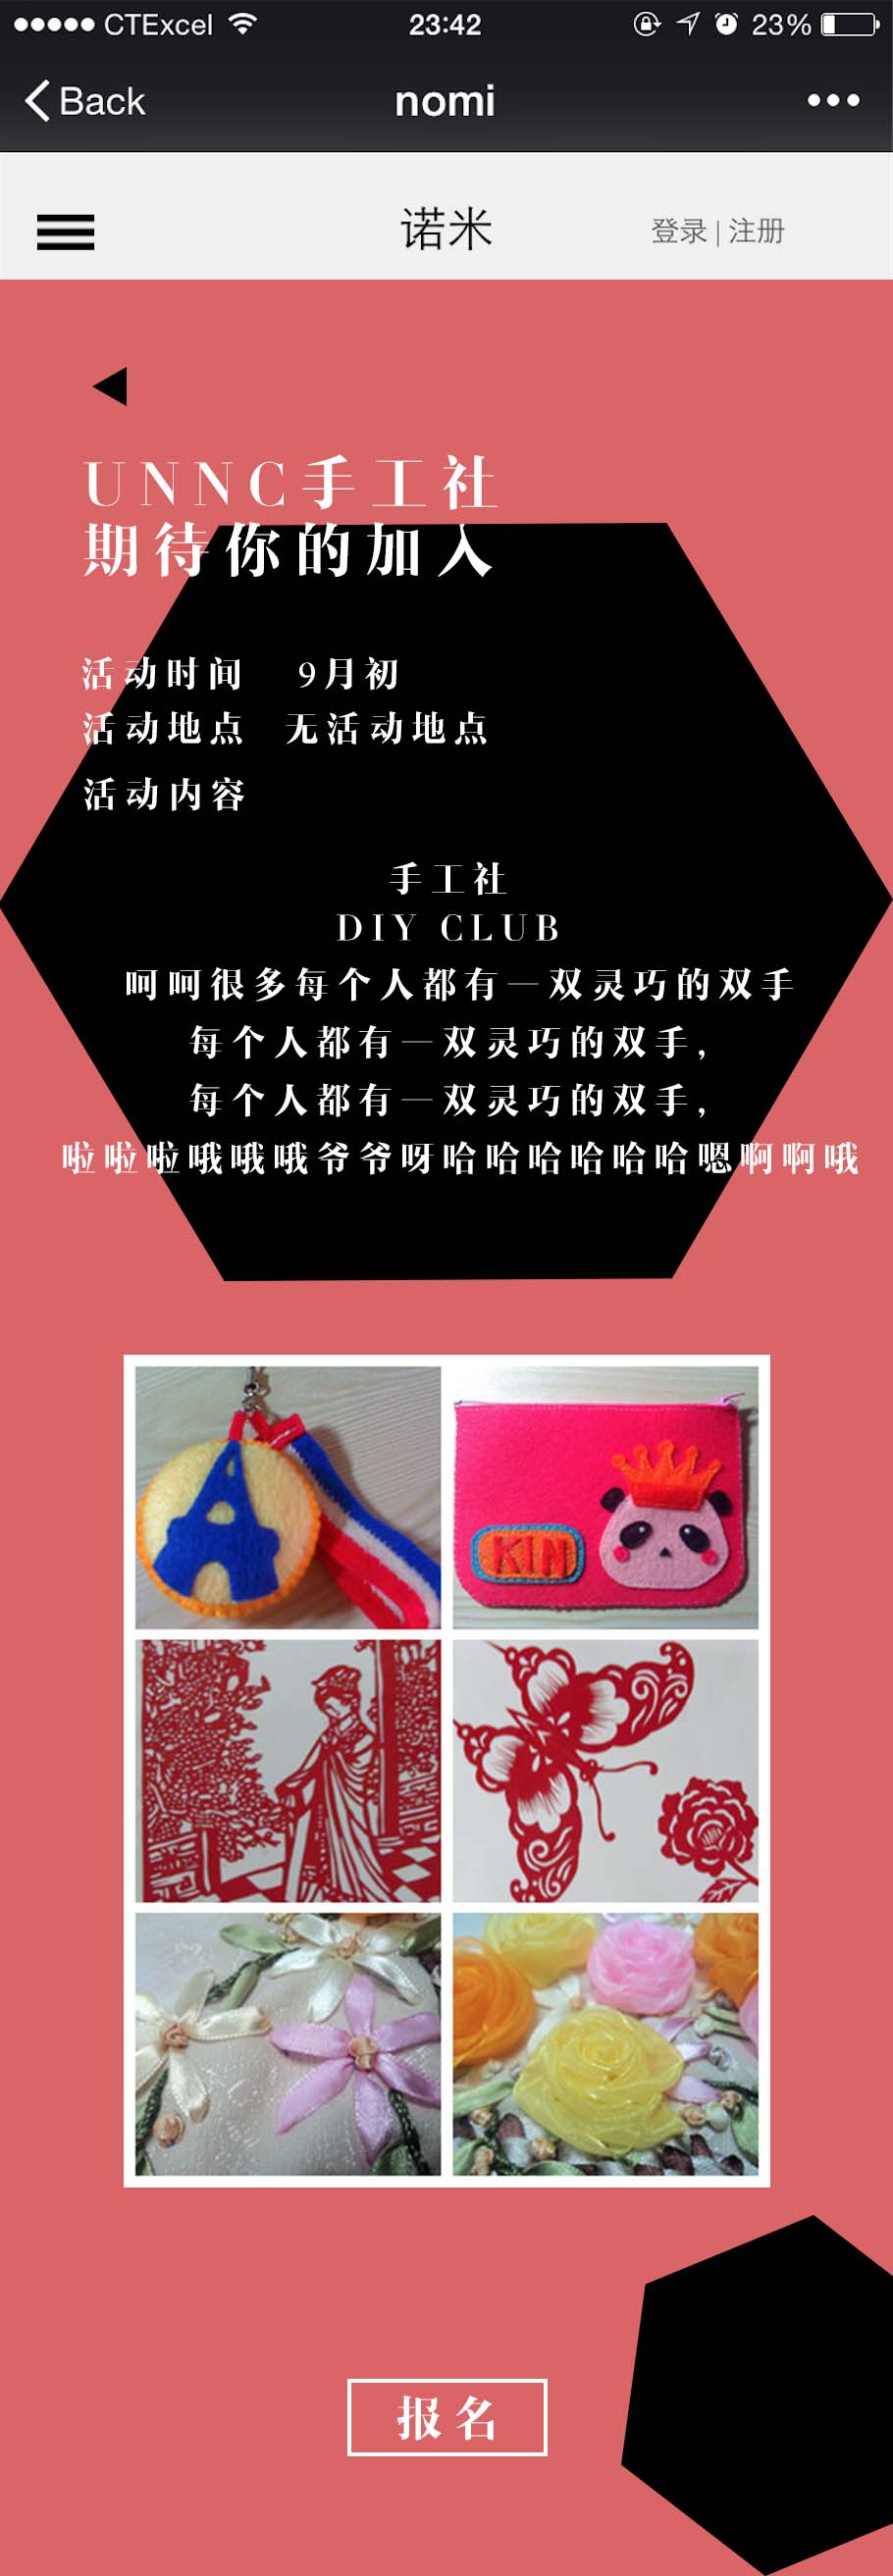 CTExcel 23:42 23%
Back nomi
诺米 登录 | 注册
UNNC手工社
期待你的加入
活动时间 9月初
活动地点 无活动地点
活动内容
手工社
DIY CLUB
呵呵很多每个人都有一双灵巧的双手
每个人都有一双灵巧的双手,
每个人都有一双灵巧的双手,
啦啦啦哦哦哦爷爷呀哈哈哈哈哈哈嗯啊啊哦
KIN
报名